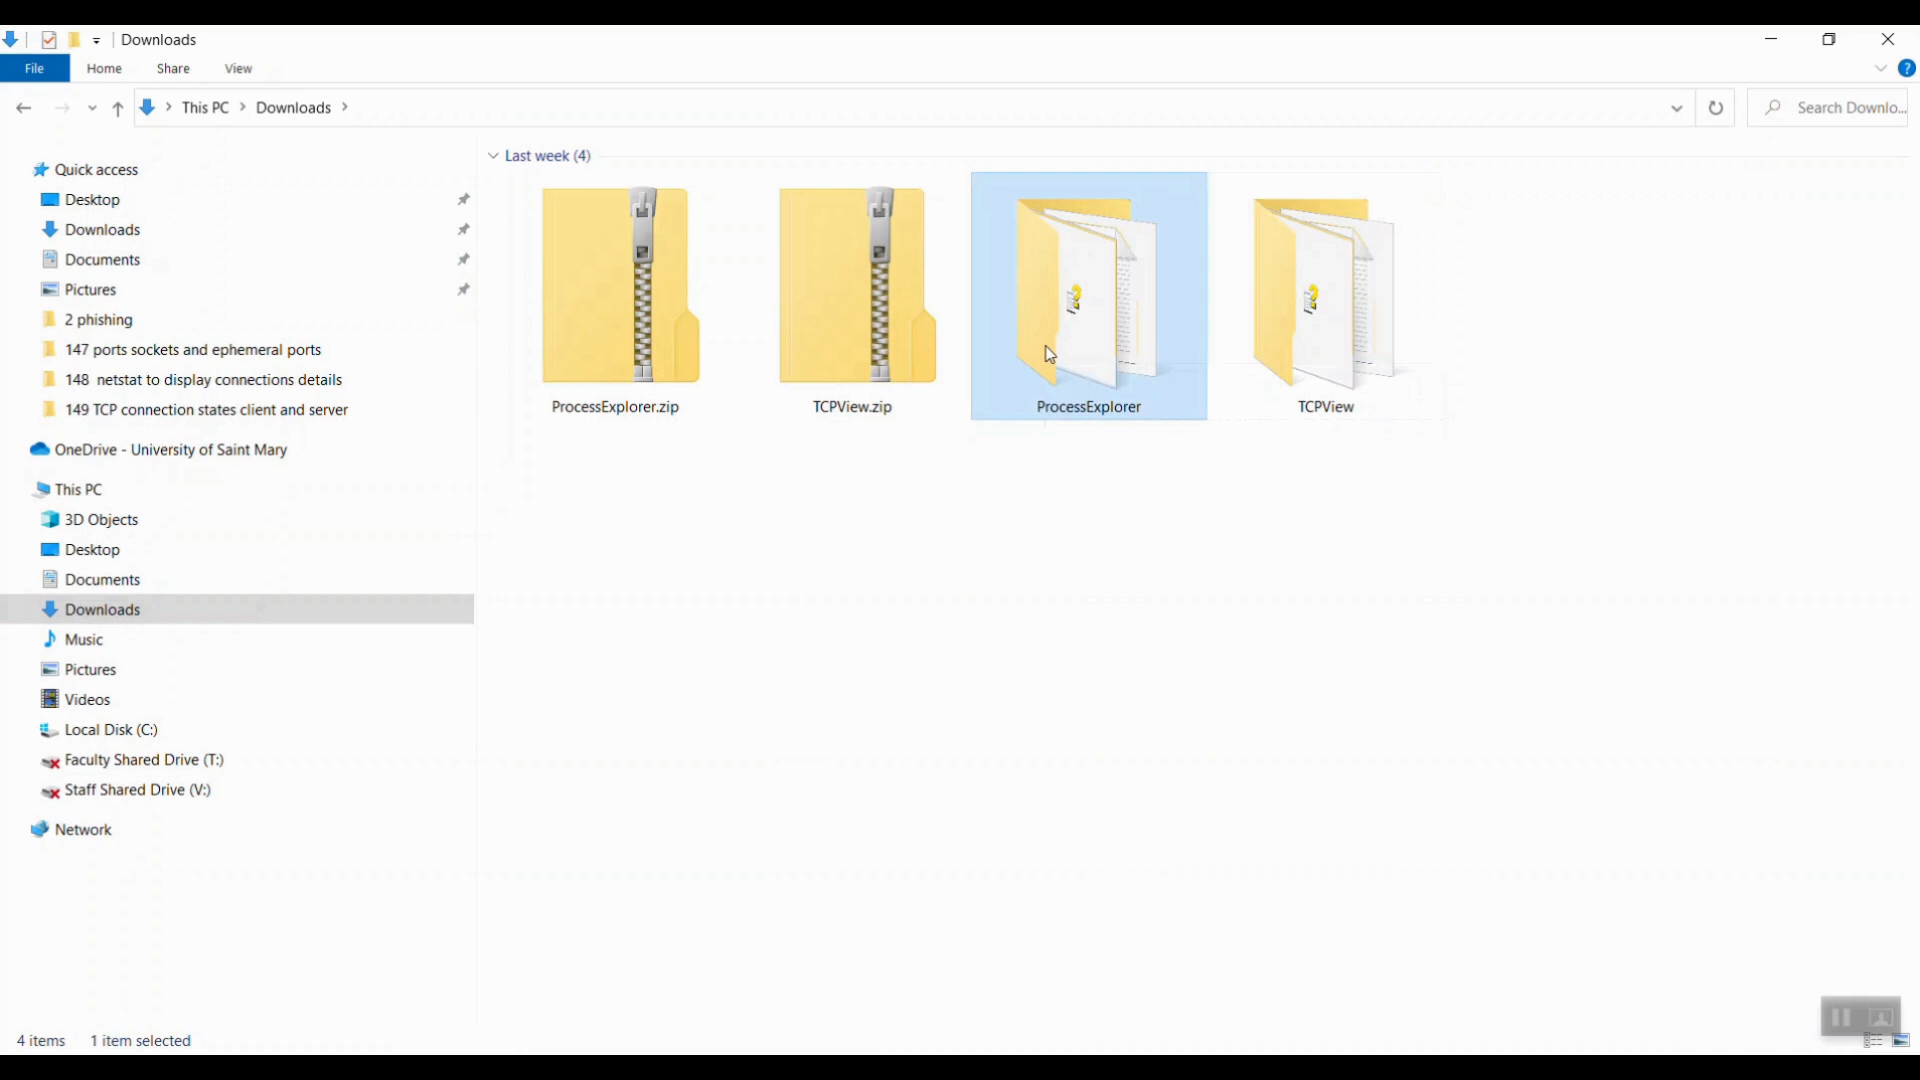 Downloads
File Home Share View ?
This PC > Downloads > Search Downlo...
Last week (4)
Quick access
Desktop
Downloads
Documents
Pictures
2 phishing
147 ports sockets and ephemeral ports
148 netstat to display connections details
149 TCP connection states client and server
OneDrive - University of Saint Mary
This PC
3D Objects
Desktop
Documents
Downloads
Music
Pictures
Videos
Local Disk (C:)
Faculty Shared Drive (T:)
Staff Shared Drive (V:)
Network
ProcessExplorer.zip TCPView.zip ProcessExplorer TCPView
4 items 1 item selected